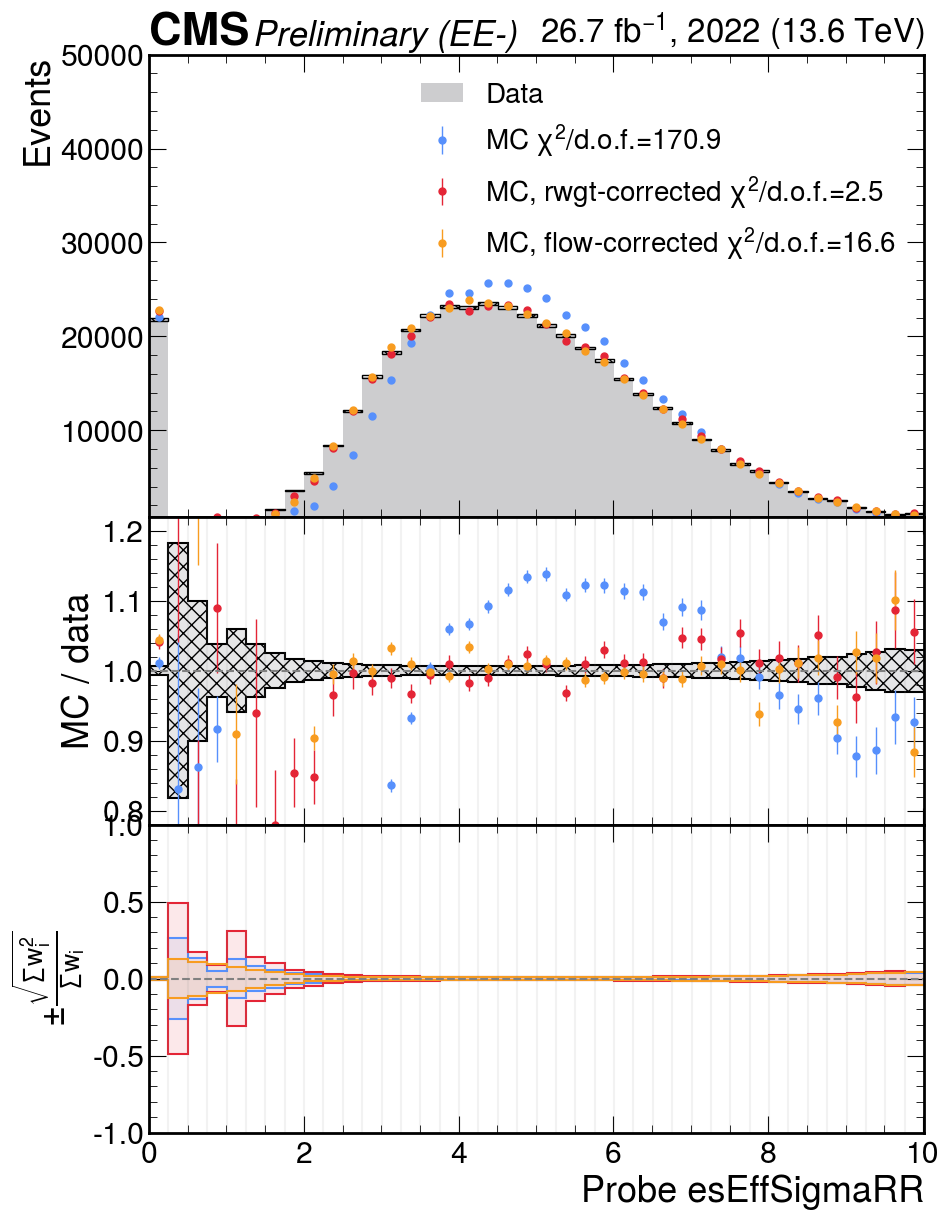 CMS Preliminary (EE-) 26.7 fb⁻¹, 2022 (13.6 TeV)
50000
40000
30000
20000
10000
Events
Data
MC χ²/d.o.f.=170.9
MC, rwgt-corrected χ²/d.o.f.=2.5
MC, flow-corrected χ²/d.o.f.=16.6
1.2
1.1
1.0
0.9
0.8
MC / data
1.0
0.5
0.0
-0.5
-1.0
±√Σw_i²/Σw_i
0 2 4 6 8 10
Probe esEffSigmaRR